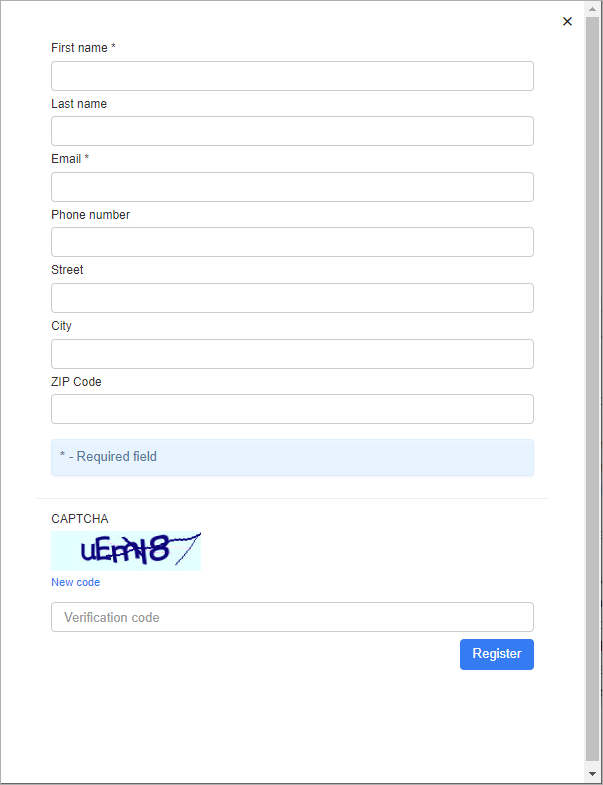 ×
First name *
Last name
Email *
Phone number
Street
City
ZIP Code
* - Required field
CAPTCHA
New code
Verification code
Register